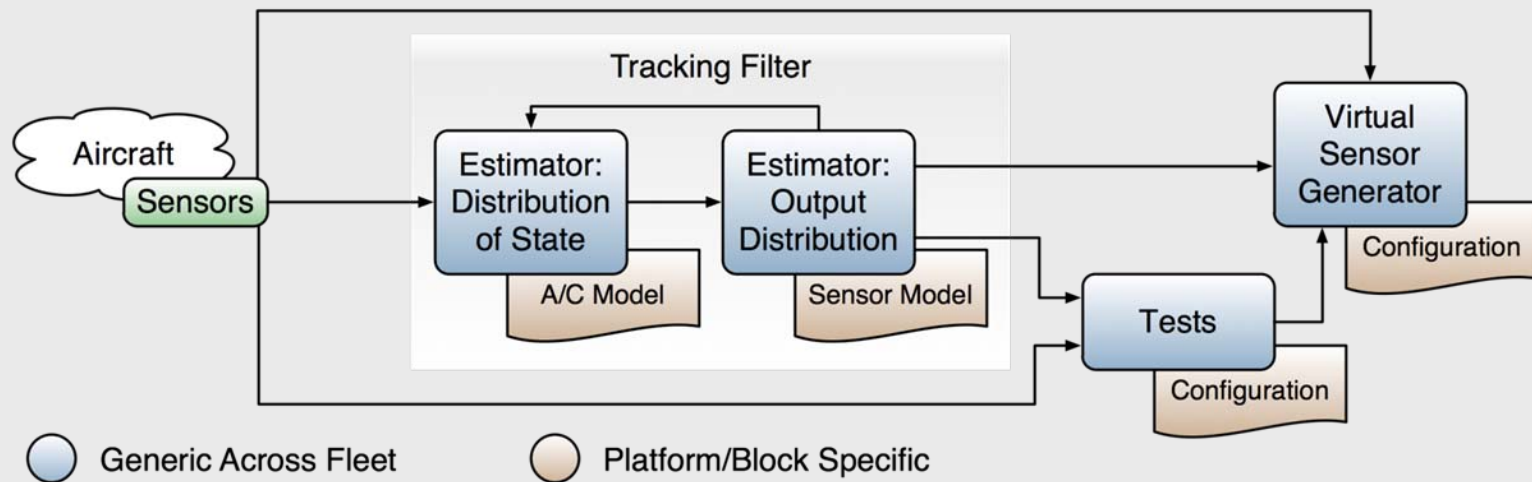 Tracking Filter
Aircraft
Sensors
Estimator:
Distribution
of State
A/C Model
Estimator:
Output
Distribution
Sensor Model
Virtual
Sensor
Generator
Configuration
Tests
Configuration
Generic Across Fleet
Platform/Block Specific